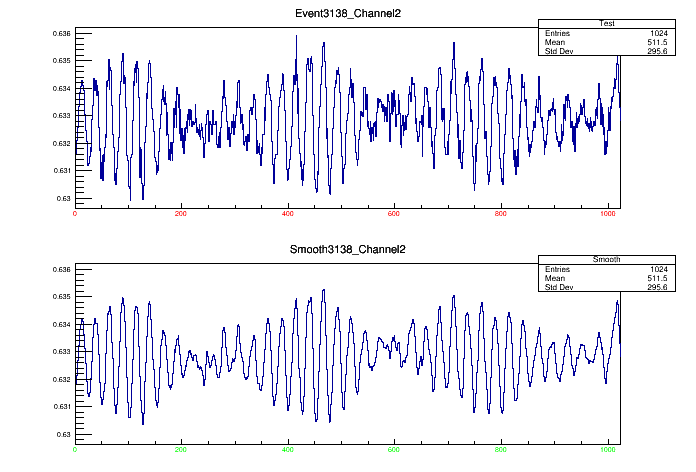 Event3138_Channel2
Test
Entries 1024
Mean 511.5
Std Dev 295.6
0.636
0.635
0.634
0.633
0.632
0.631
0.63
0 200 400 600 800 1000
Smooth3138_Channel2
Smooth
Entries 1024
Mean 511.5
Std Dev 295.6
0.636
0.635
0.634
0.633
0.632
0.631
0.63
0 200 400 600 800 1000